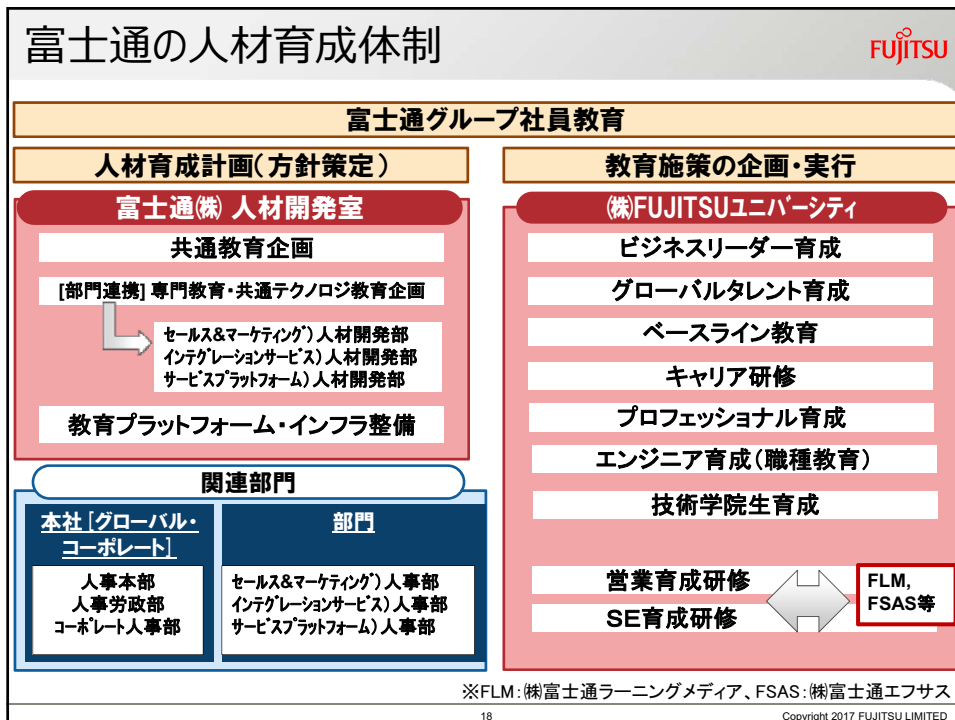 富士通の人材育成体制
FUJITSU
富士通グループ社員教育
人材育成計画(方針策定)
富士通㈱ 人材開発室
共通教育企画
[部門連携] 専門教育・共通テクノロジ教育企画
セールス&マーケティング)人材開発部
インテグレーションサービス)人材開発部
サービスプラットフォーム)人材開発部
教育プラットフォーム・インフラ整備
関連部門
本社 [グローバル・
コーポレート]
人事本部
人事労政部
コーポレート人事部
部門
セールス&マーケティング)人事部
インテグレーションサービス)人事部
サービスプラットフォーム)人事部
教育施策の企画・実行
㈱FUJITSUユニバーシティ
ビジネスリーダー育成
グローバルタレント育成
ベースライン教育
キャリア研修
プロフェッショナル育成
エンジニア育成(職種教育)
技術学院生育成
営業育成研修
SE育成研修
FLM,
FSAS等
※FLM:㈱富士通ラーニングメディア、FSAS:㈱富士通エフサス
18
Copyright 2017 FUJITSU LIMITED